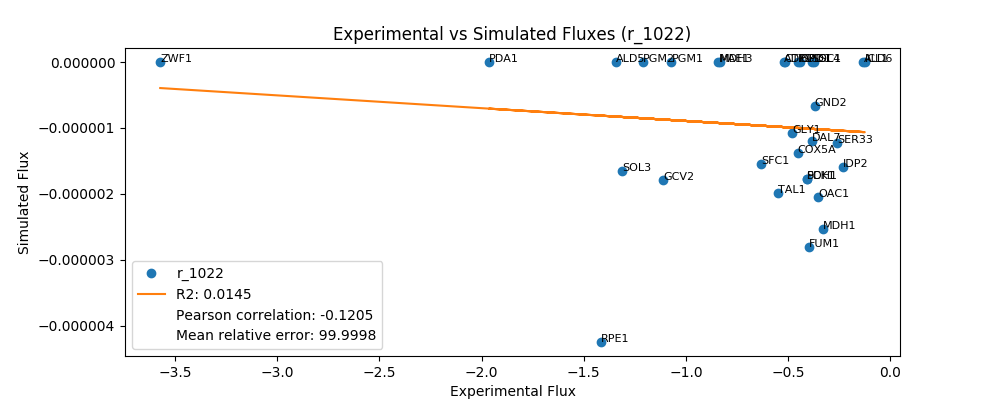 Experimental vs Simulated Fluxes (r_1022)
ZWF1
PDA1
ALD5
PGM2
PGM1
GND2
GLY1
DAL7
SER33
COX5A
SFC1
IDP2
SOL3
GCV2
TAL1
OAC1
MDH1
FUM1
RPE1
0.000000
−0.000001
−0.000002
−0.000003
−0.000004
Simulated Flux
r_1022
R2: 0.0145
Pearson correlation: -0.1205
Mean relative error: 99.9998
−3.5 −3.0 −2.5 −2.0 −1.5 −1.0 −0.5 0.0
Experimental Flux